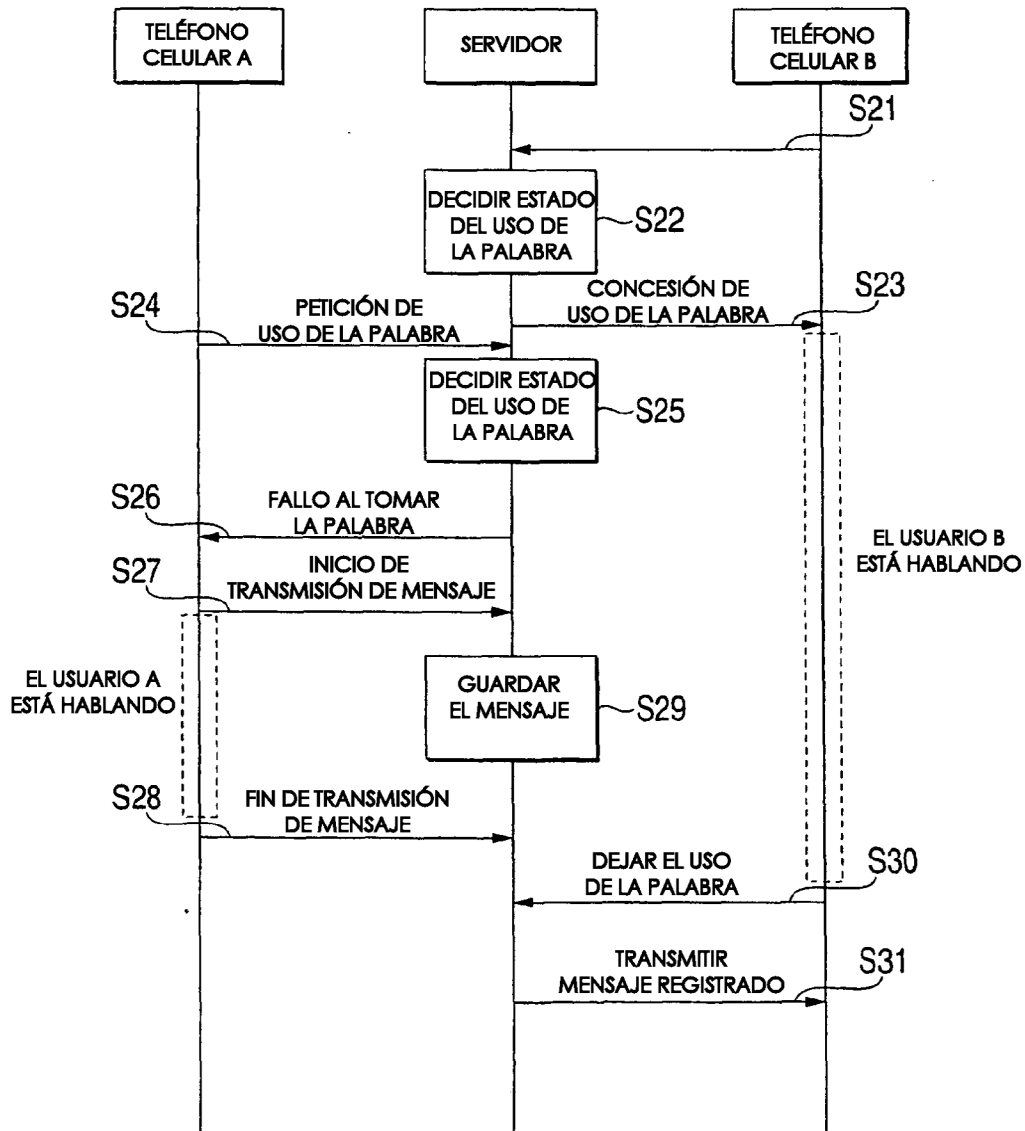 TELÉFONO
CELULAR A
SERVIDOR
TELÉFONO
CELULAR B
S21
DECIDIR ESTADO
DEL USO DE
LA PALABRA
S22
S24
PETICIÓN DE
USO DE LA PALABRA
CONCESIÓN DE
USO DE LA PALABRA
S23
DECIDIR ESTADO
DEL USO DE
LA PALABRA
S25
S26
FALLO AL TOMAR
LA PALABRA
EL USUARIO B
ESTÁ HABLANDO
S27
INICIO DE
TRANSMISIÓN DE MENSAJE
EL USUARIO A
ESTÁ HABLANDO
GUARDAR
EL MENSAJE
S29
S28
FIN DE TRANSMISIÓN
DE MENSAJE
DEJAR EL USO
DE LA PALABRA
S30
TRANSMITIR
MENSAJE REGISTRADO
S31